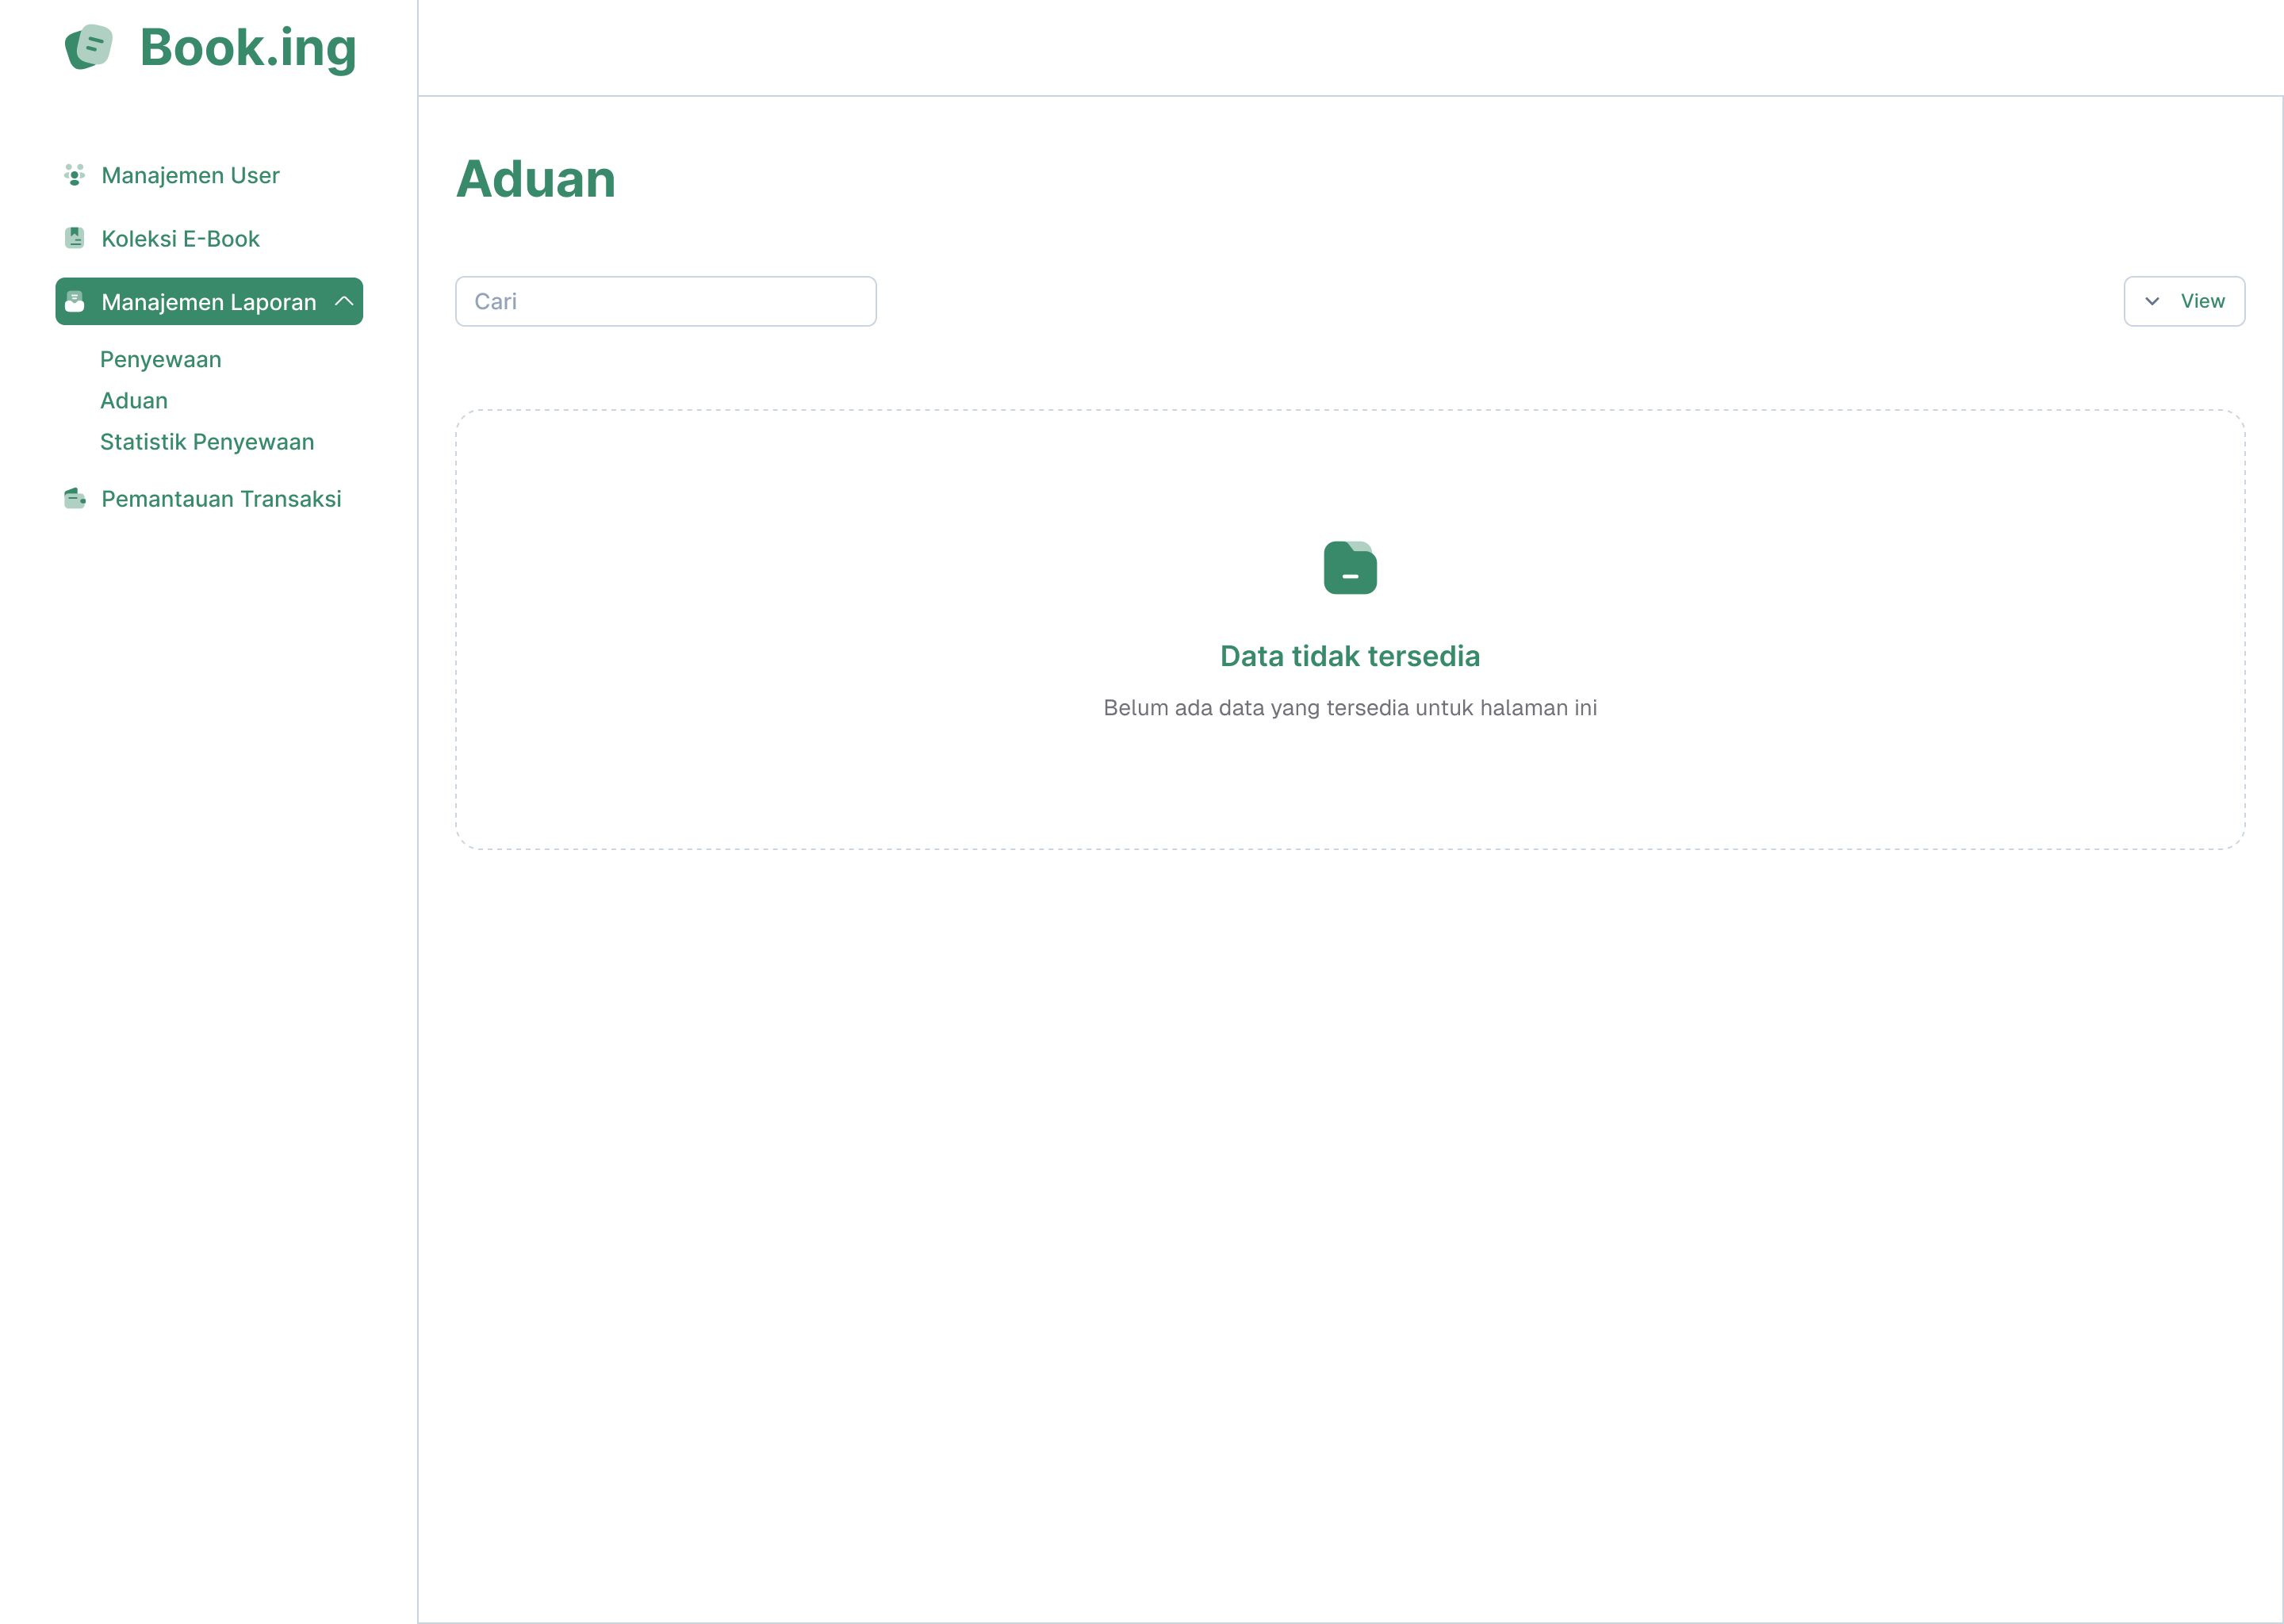 Book.ing
Manajemen User
Koleksi E-Book
Manajemen Laporan
Penyewaan
Aduan
Statistik Penyewaan
Pemantauan Transaksi
Aduan
Cari
View
Data tidak tersedia
Belum ada data yang tersedia untuk halaman ini